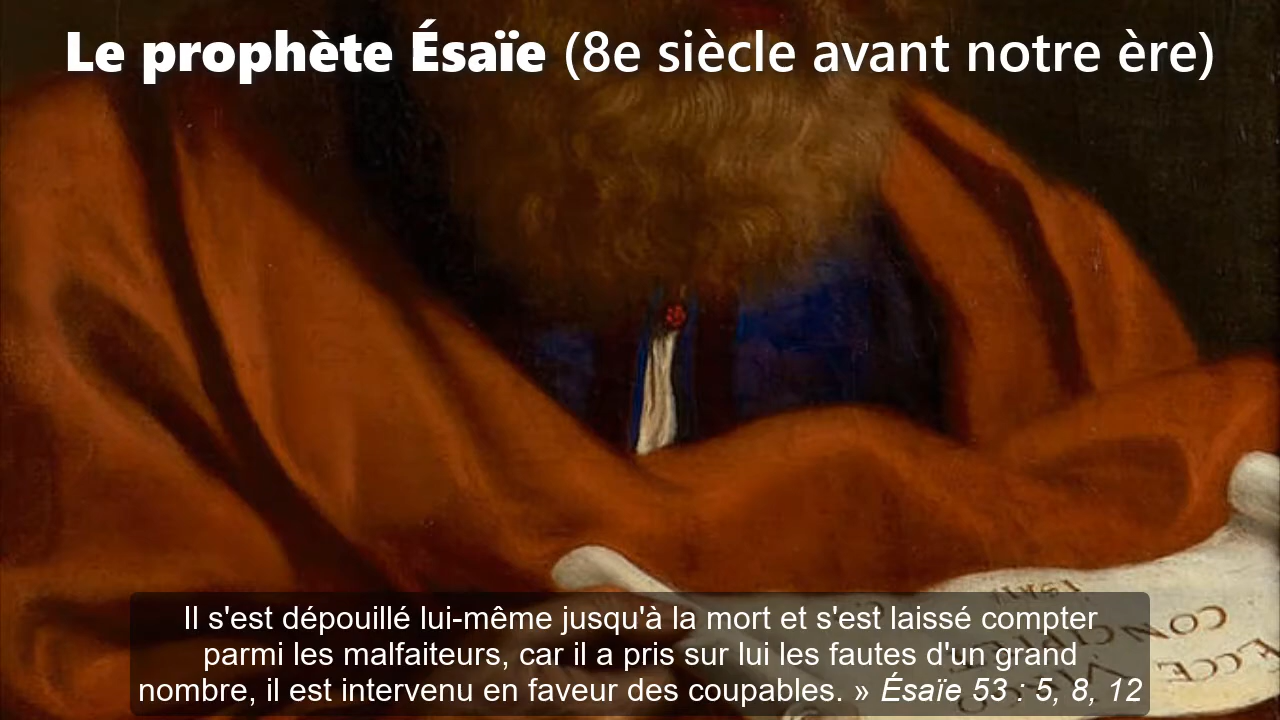 Le prophète Ésaïe (8e siècle avant notre ère)
Il s'est dépouillé lui-même jusqu'à la mort et s'est laissé compter
parmi les malfaiteurs, car il a pris sur lui les fautes d'un grand
nombre, il est intervenu en faveur des coupables. » Ésaïe 53 : 5, 8, 12
ECCE
CONCIPIE